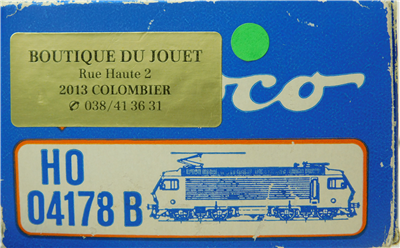 BOUTIQUE DU JOUET
Rue Haute 2
2013 COLOMBIER
✆ 038/41 36 31
oco
HO
04178 B